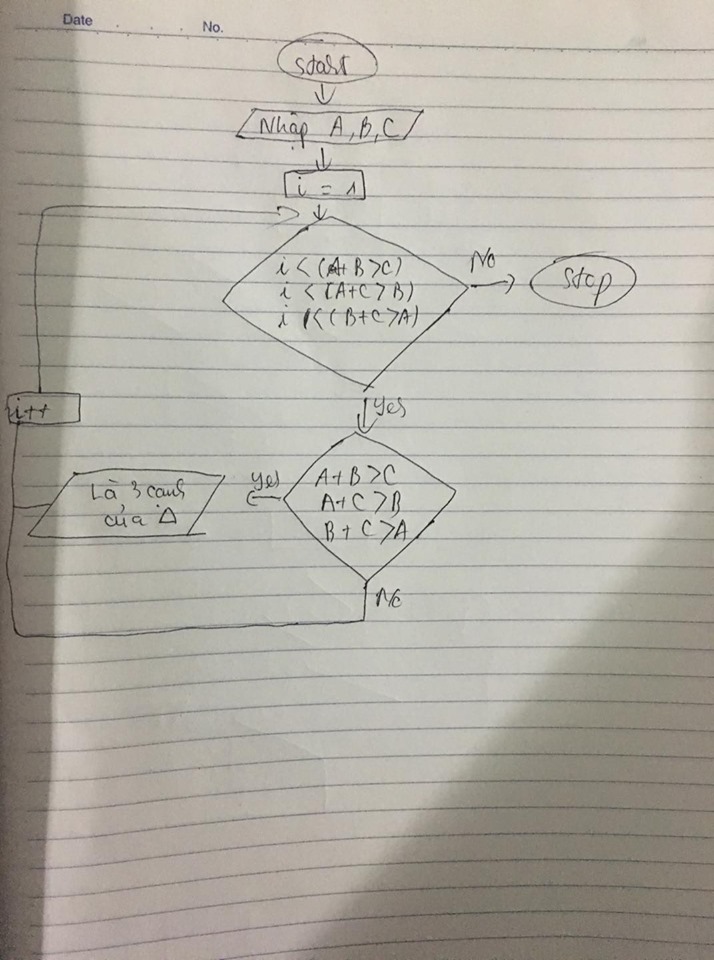 Date No.
Start
Nhập A, B, C
i = 1
i < (A+B >C)
i < (A+C > B)
i < ( B+C >A)
No
Stop
i++
Yes
A+B >C
A+C >B
B + C >A
yes
Là 3 cạnh
của Δ
No